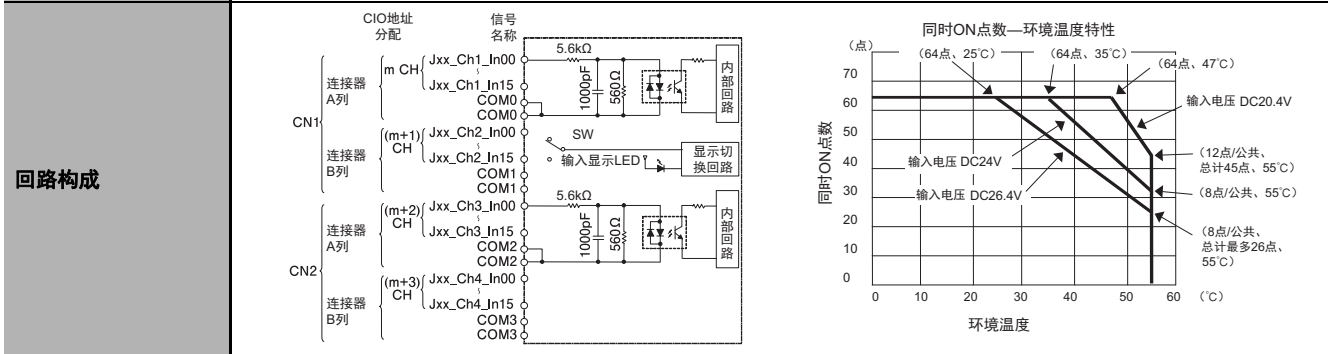 回路构成
CIO地址
分配
信号
名称
CN1
连接器
A列
m CH
Jxx_Ch1_In00
~
Jxx_Ch1_In15
COM0
COM0
连接器
B列
(m+1)
CH
Jxx_Ch2_In00
~
Jxx_Ch2_In15
COM1
COM1
CN2
连接器
A列
(m+2)
CH
Jxx_Ch3_In00
~
Jxx_Ch3_In15
COM2
COM2
连接器
B列
(m+3)
CH
Jxx_Ch4_In00
~
Jxx_Ch4_In15
COM3
COM3
5.6kΩ
1000pF
560Ω
内部回路
SW
输入显示LED
显示切
换回路
5.6kΩ
1000pF
560Ω
内部回路
同时ON点数—环境温度特性
(点)
(64点、25℃)
(64点、35℃)
(64点、47℃)
输入电压 DC20.4V
输入电压 DC24V
输入电压 DC26.4V
(12点/公共、
总计45点、55℃)
(8点/公共、55℃)
(8点/公共、
总计最多26点、
55℃)
同时ON点数
70
60
50
40
30
20
10
0
0 10 20 30 40 50 60 (℃)
环境温度